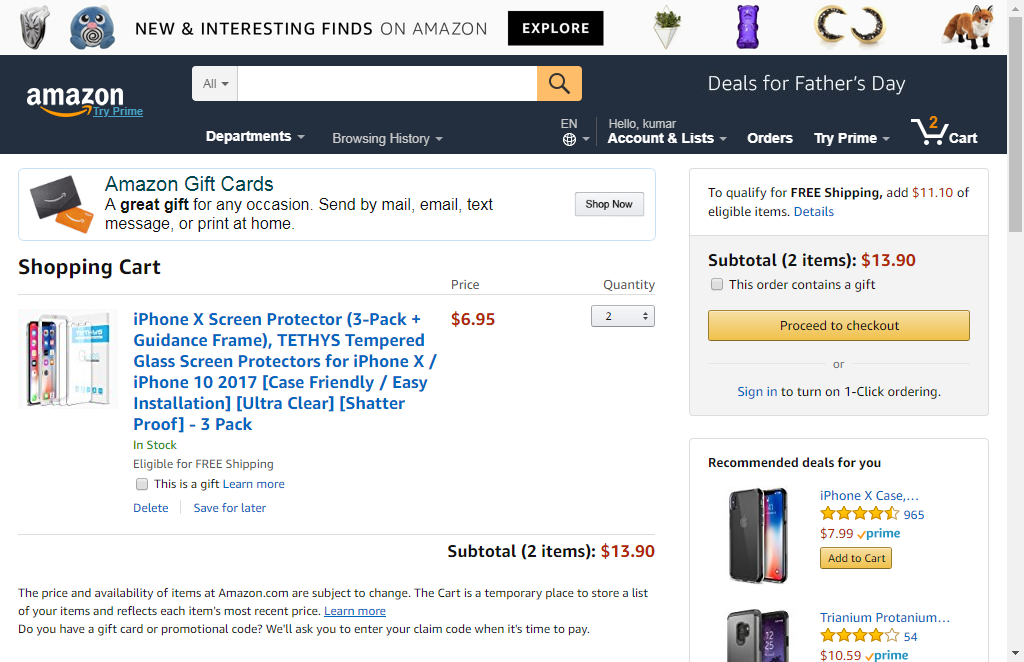 NEW & INTERESTING FINDS ON AMAZON
EXPLORE
amazon
Try Prime
All
Deals for Father's Day
Departments
Browsing History
EN
Hello, kumar
Account & Lists
Orders
Try Prime
2
Cart
Amazon Gift Cards
A great gift for any occasion. Send by mail, email, text
message, or print at home.
Shop Now
To qualify for FREE Shipping, add $11.10 of
eligible items. Details
Subtotal (2 items): $13.90
This order contains a gift
Proceed to checkout
or
Sign in to turn on 1-Click ordering.
Shopping Cart
Price
Quantity
iPhone X Screen Protector (3-Pack +
Guidance Frame), TETHYS Tempered
Glass Screen Protectors for iPhone X /
iPhone 10 2017 [Case Friendly / Easy
Installation] [Ultra Clear] [Shatter
Proof] - 3 Pack
$6.95
2
TETHYS
In Stock
Eligible for FREE Shipping
This is a gift Learn more
Delete
Save for later
Subtotal (2 items): $13.90
The price and availability of items at Amazon.com are subject to change. The Cart is a temporary place to store a list
of your items and reflects each item's most recent price. Learn more
Do you have a gift card or promotional code? We'll ask you to enter your claim code when it's time to pay.
Recommended deals for you
iPhone X Case,...
965
$7.99 prime
Add to Cart
Trianium Protanium...
54
$10.59 prime